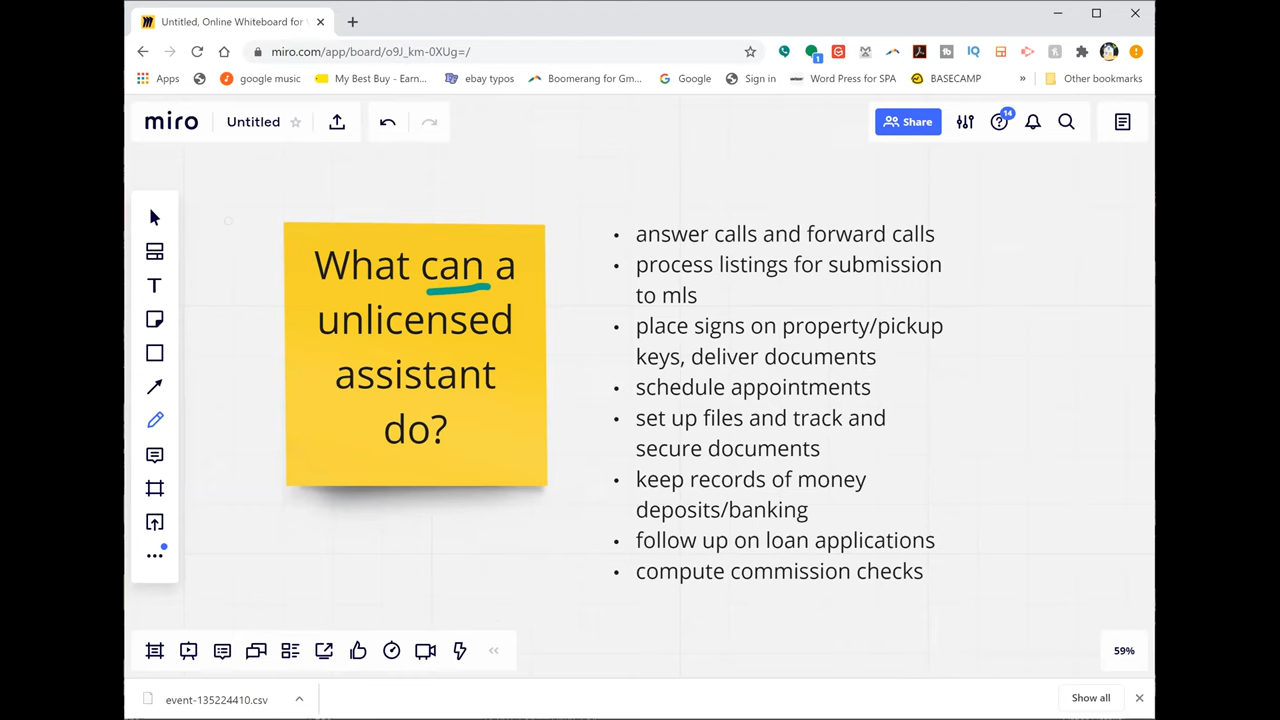 Untitled, Online Whiteboard for
miro.com/app/board/o9J_km-0XUg=/
1
Apps
google music
My Best Buy - Earn...
ebay typos
Boomerang for Gm...
Google
Sign in
Word Press for SPA
BASECAMP
»
Other bookmarks
miro
Untitled
Share
14
What can a
unlicensed
assistant
do?
• answer calls and forward calls
• process listings for submission
to mls
• place signs on property/pickup
keys, deliver documents
• schedule appointments
• set up files and track and
secure documents
• keep records of money
deposits/banking
• follow up on loan applications
• compute commission checks
59%
event-135224410.csv
Show all